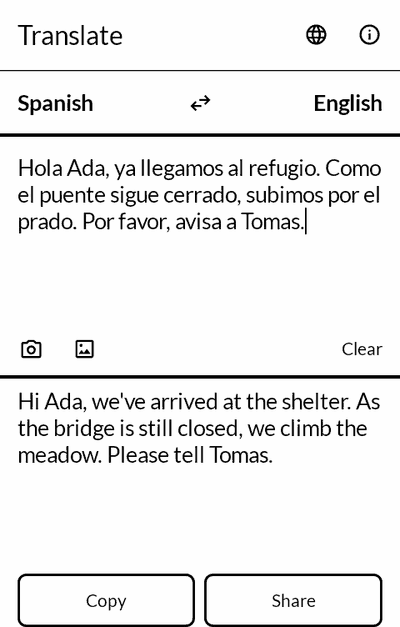 Translate
Spanish
English
Hola Ada, ya llegamos al refugio. Como
el puente sigue cerrado, subimos por el
prado. Por favor, avisa a Tomas.
Clear
Hi Ada, we've arrived at the shelter. As
the bridge is still closed, we climb the
meadow. Please tell Tomas.
Copy
Share